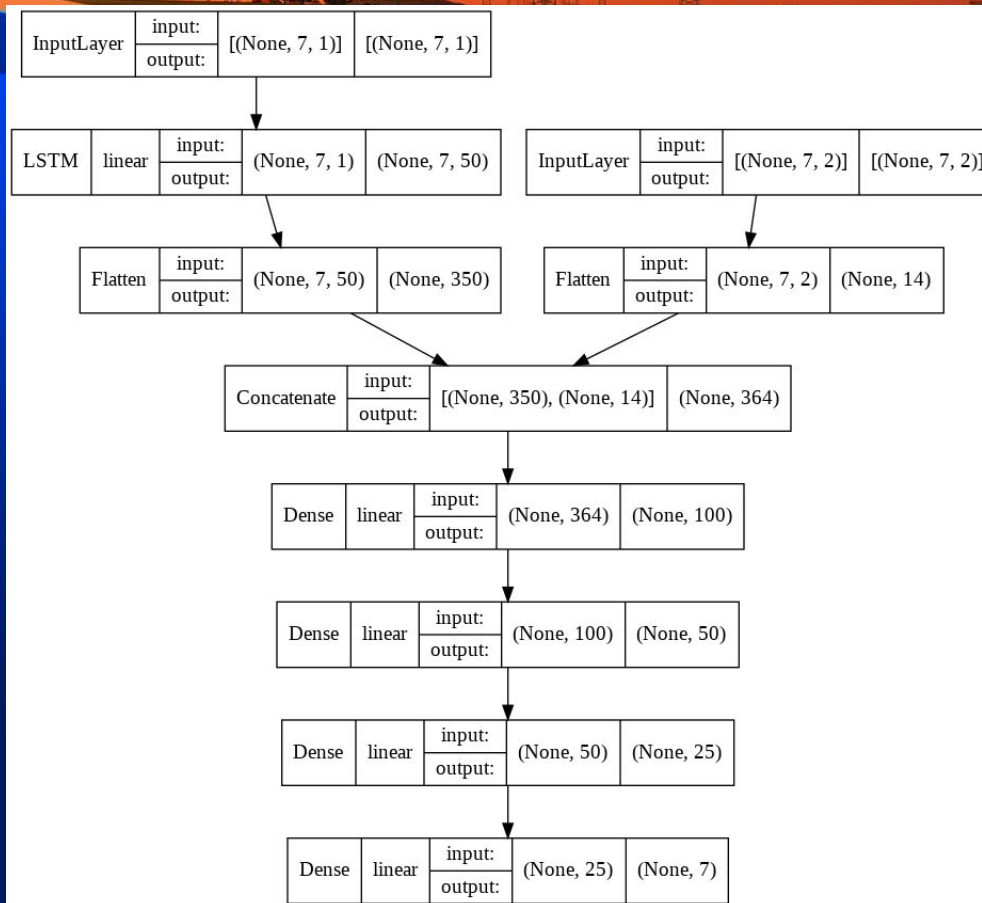 InputLayer input: output: [(None, 7, 1)] [(None, 7, 1)]
LSTM linear input: output: (None, 7, 1) (None, 7, 50)
InputLayer input: output: [(None, 7, 2)] [(None, 7, 2)]
Flatten input: output: (None, 7, 50) (None, 350)
Flatten input: output: (None, 7, 2) (None, 14)
Concatenate input: output: [(None, 350), (None, 14)] (None, 364)
Dense linear input: output: (None, 364) (None, 100)
Dense linear input: output: (None, 100) (None, 50)
Dense linear input: output: (None, 50) (None, 25)
Dense linear input: output: (None, 25) (None, 7)